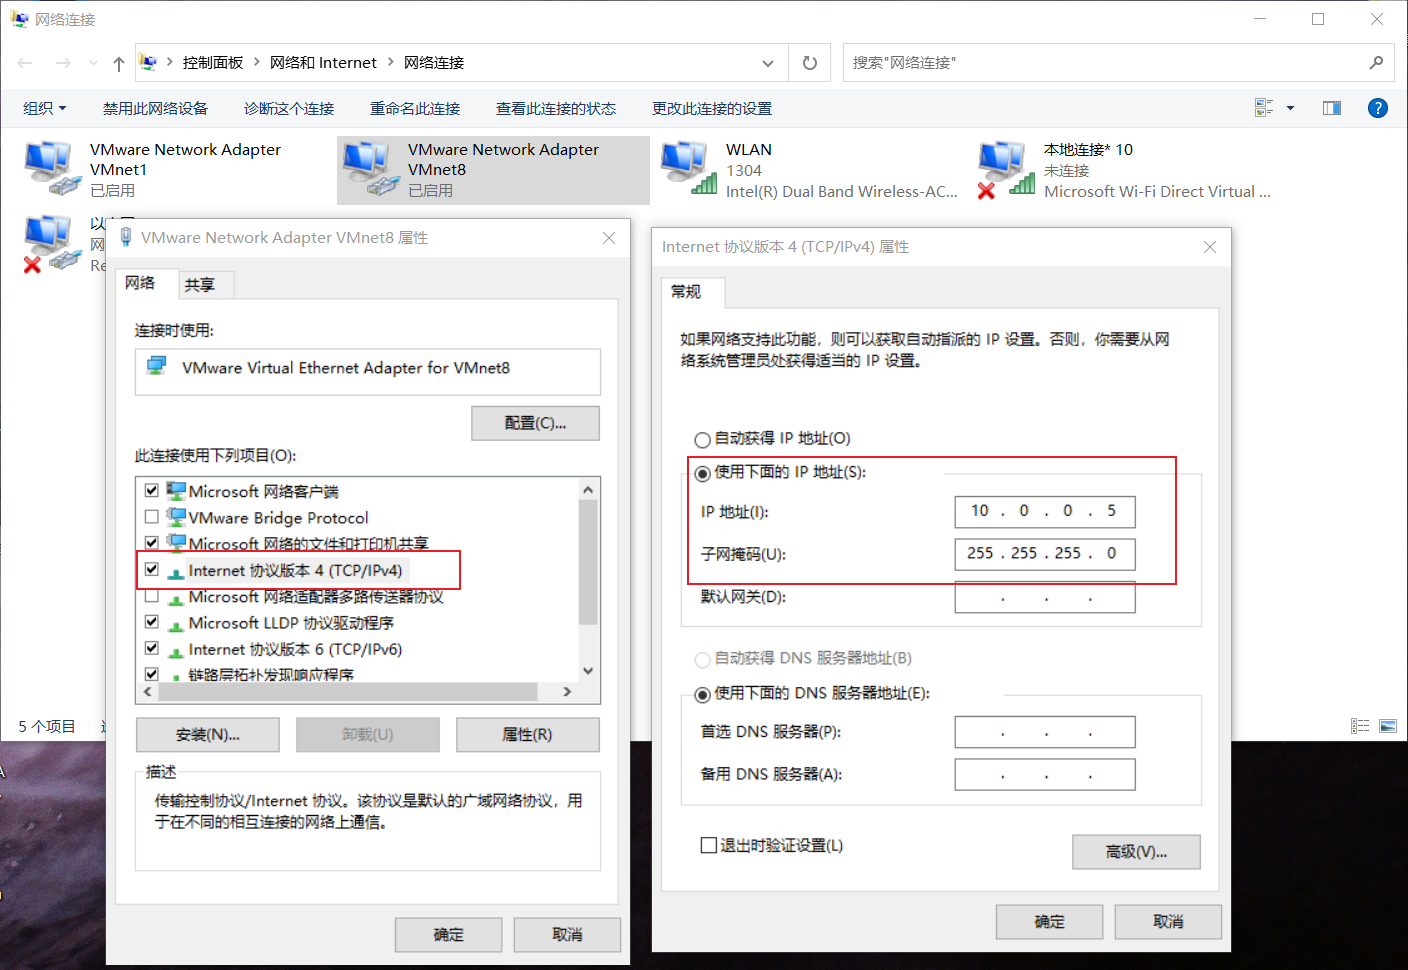 网络连接
控制面板 > 网络和 Internet > 网络连接
搜索"网络连接"
组织
禁用此网络设备
诊断这个连接
重命名此连接
查看此连接的状态
更改此连接的设置
VMware Network Adapter
VMnet1
已启用
VMware Network Adapter
VMnet8
已启用
WLAN
1304
Intel(R) Dual Band Wireless-AC...
本地连接* 10
未连接
Microsoft Wi-Fi Direct Virtual ...
网
Re
5 个项目
VMware Network Adapter VMnet8 属性
网络
共享
连接时使用:
VMware Virtual Ethernet Adapter for VMnet8
配置(C)...
此连接使用下列项目(O):
Microsoft 网络客户端
VMware Bridge Protocol
Microsoft 网络的文件和打印机共享
Internet 协议版本 4 (TCP/IPv4)
Microsoft 网络适配器多路传送器协议
Microsoft LLDP 协议驱动程序
Internet 协议版本 6 (TCP/IPv6)
链路层拓扑发现响应程序
安装(N)...
卸载(U)
属性(R)
描述
传输控制协议/Internet 协议。该协议是默认的广域网络协议，用
于在不同的相互连接的网络上通信。
确定
取消
Internet 协议版本 4 (TCP/IPv4) 属性
常规
如果网络支持此功能，则可以获取自动指派的 IP 设置。否则，你需要从网
络系统管理员处获得适当的 IP 设置。
自动获得 IP 地址(O)
使用下面的 IP 地址(S):
IP 地址(I):
10 . 0 . 0 . 5
子网掩码(U):
255 . 255 . 255 . 0
默认网关(D):
. . .
自动获得 DNS 服务器地址(B)
使用下面的 DNS 服务器地址(E):
首选 DNS 服务器(P):
. . .
备用 DNS 服务器(A):
. . .
退出时验证设置(L)
高级(V)...
确定
取消